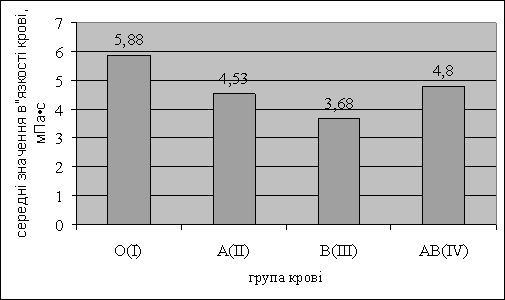 середні значення в"язкості крові,
мПа•с
7
6
5
4
3
2
1
0
5,88
4,53
3,68
4,8
O(I)
A(II)
B(III)
AB(IV)
група крові